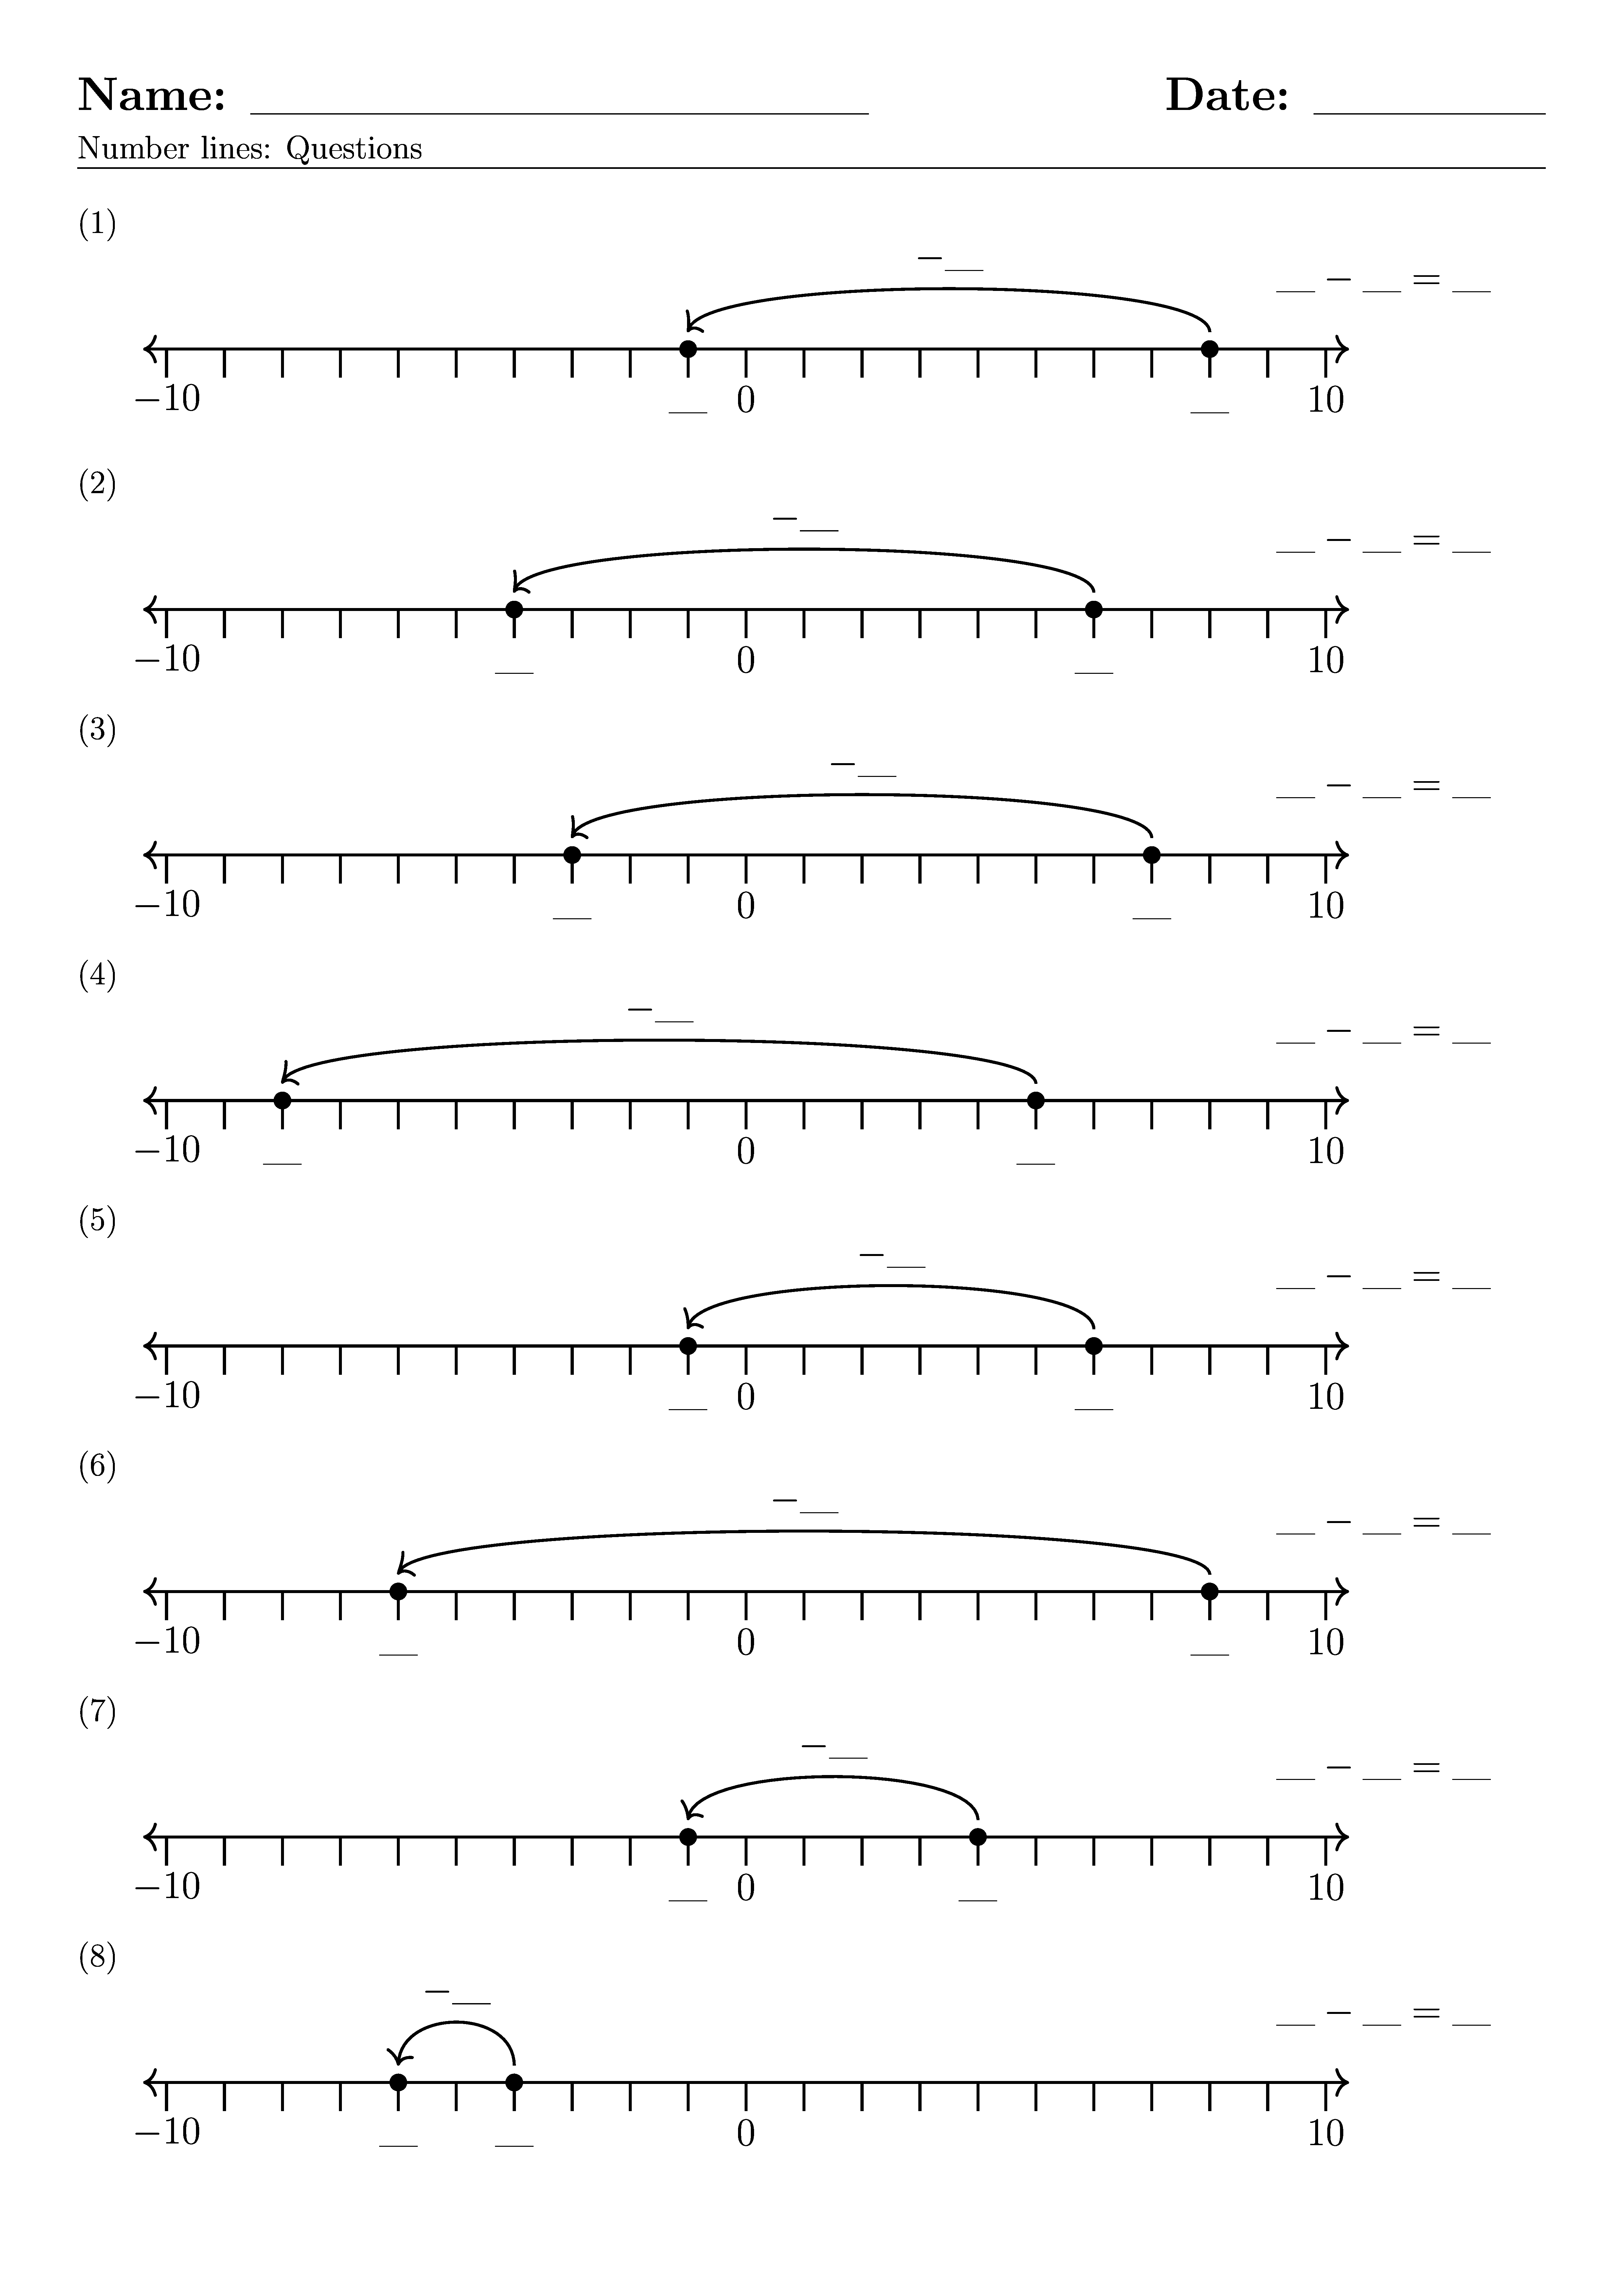 Name: ____ Date: ____
Number lines: Questions
(1)
−__
__ − __ = __
−10 __ 0 __ 10
(2)
−__
__ − __ = __
−10 __ 0 __ 10
(3)
−__
__ − __ = __
−10 __ 0 __ 10
(4)
−__
__ − __ = __
−10 __ 0 __ 10
(5)
−__
__ − __ = __
−10 __ 0 __ 10
(6)
−__
__ − __ = __
−10 __ 0 __ 10
(7)
−__
__ − __ = __
−10 __ 0 __ 10
(8)
−__
__ − __ = __
−10 __ __ 0 10